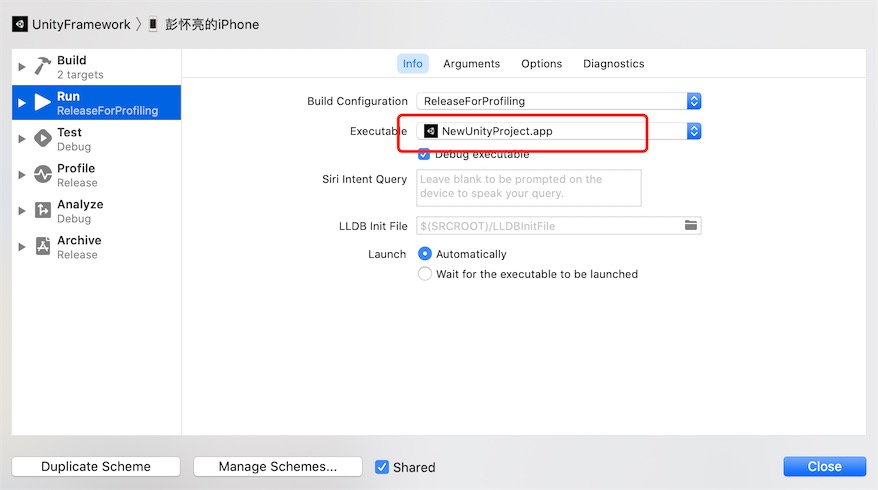 UnityFramework 〉 彭怀亮的iPhone
Info Arguments Options Diagnostics
Build
2 targets
Run
ReleaseForProfiling
Test
Debug
Profile
Release
Analyze
Debug
Archive
Release
Build Configuration ReleaseForProfiling
Executable NewUnityProject.app
Debug executable
Siri Intent Query Leave blank to be prompted on the
device to speak your query.
LLDB Init File $(SRCROOT)/LLDBInitFile
Launch Automatically
Wait for the executable to be launched
Duplicate Scheme Manage Schemes... Shared Close